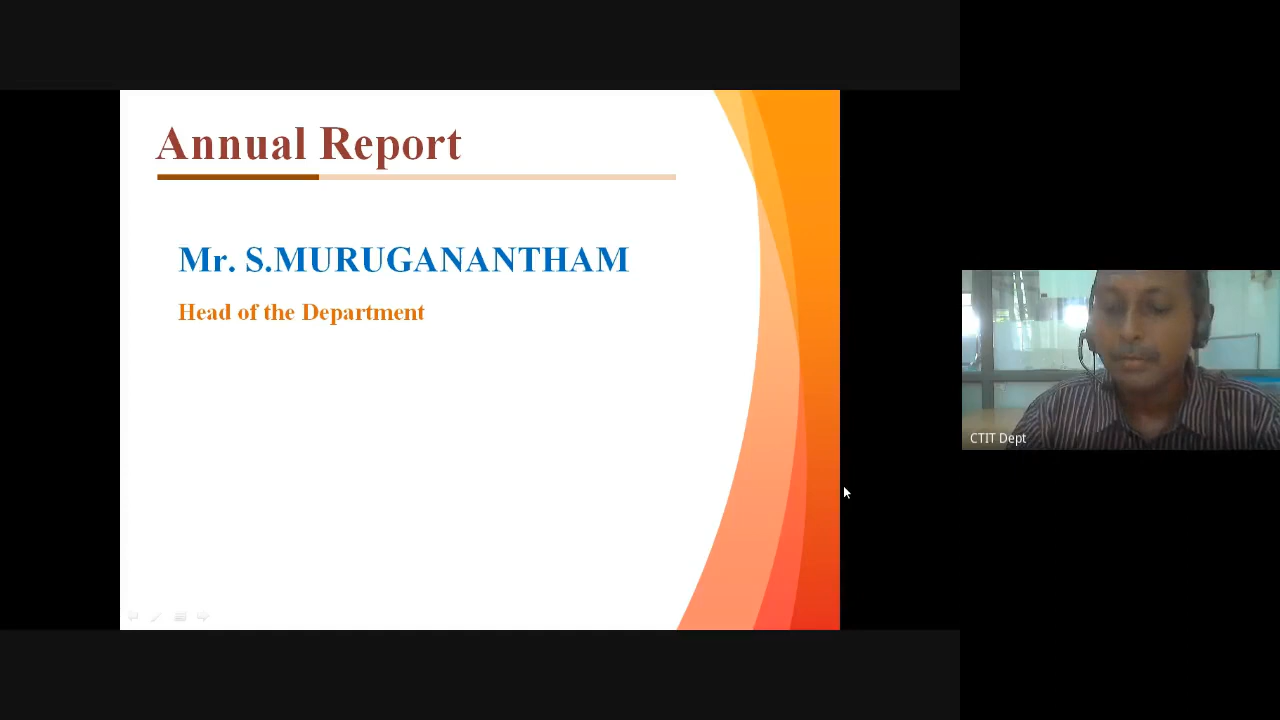 Annual Report
Mr. S.MURUGANANTHAM
Head of the Department
CTIT Dept